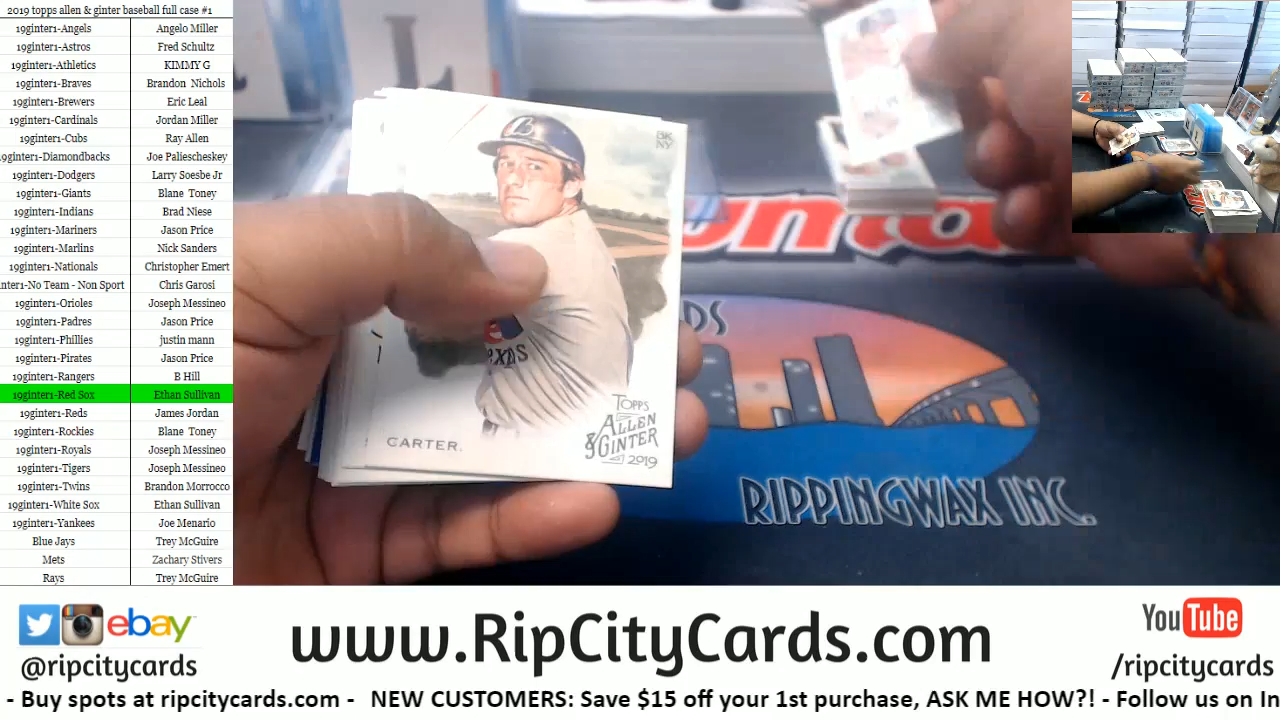 2019 topps allen & ginter baseball full case #1
19ginter1-Angels Angelo Miller
19ginter1-Astros Fred Schultz
19ginter1-Athletics KIMMY G
19ginter1-Braves Brandon Nichols
19ginter1-Brewers Eric Leal
19ginter1-Cardinals Jordan Miller
19ginter1-Cubs Ray Allen
9ginter1-Diamondbacks Joe Paliescheskey
19ginter1-Dodgers Larry Soesbe Jr
19ginter1-Giants Blane Toney
19ginter1-Indians Brad Niese
19ginter1-Mariners Jason Price
19ginter1-Marlins Nick Sanders
19ginter1-Nationals Christopher Emert
inter1-No Team - Non Sport Chris Garosi
19ginter1-Orioles Joseph Messineo
19ginter1-Padres Jason Price
19ginter1-Phillies justin mann
19ginter1-Pirates Jason Price
19ginter1-Rangers B Hill
19ginter1-Red Sox Ethan Sullivan
19ginter1-Reds James Jordan
19ginter1-Rockies Blane Toney
19ginter1-Royals Joseph Messineo
19ginter1-Tigers Joseph Messineo
19ginter1-Twins Brandon Morrocco
19ginter1-White Sox Ethan Sullivan
19ginter1-Yankees Joe Menario
Blue Jays Trey McGuire
Mets Zachary Stivers
Rays Trey McGuire
BK
NY
CARTER.
TOPPS
ALLEN
& GINTER
2019
RDS
RIPPINGWAX INC.
ebay
@ripcitycards
www.RipCityCards.com
YouTube
/ripcitycards
- Buy spots at ripcitycards.com - NEW CUSTOMERS: Save $15 off your 1st purchase, ASK ME HOW?! - Follow us on In